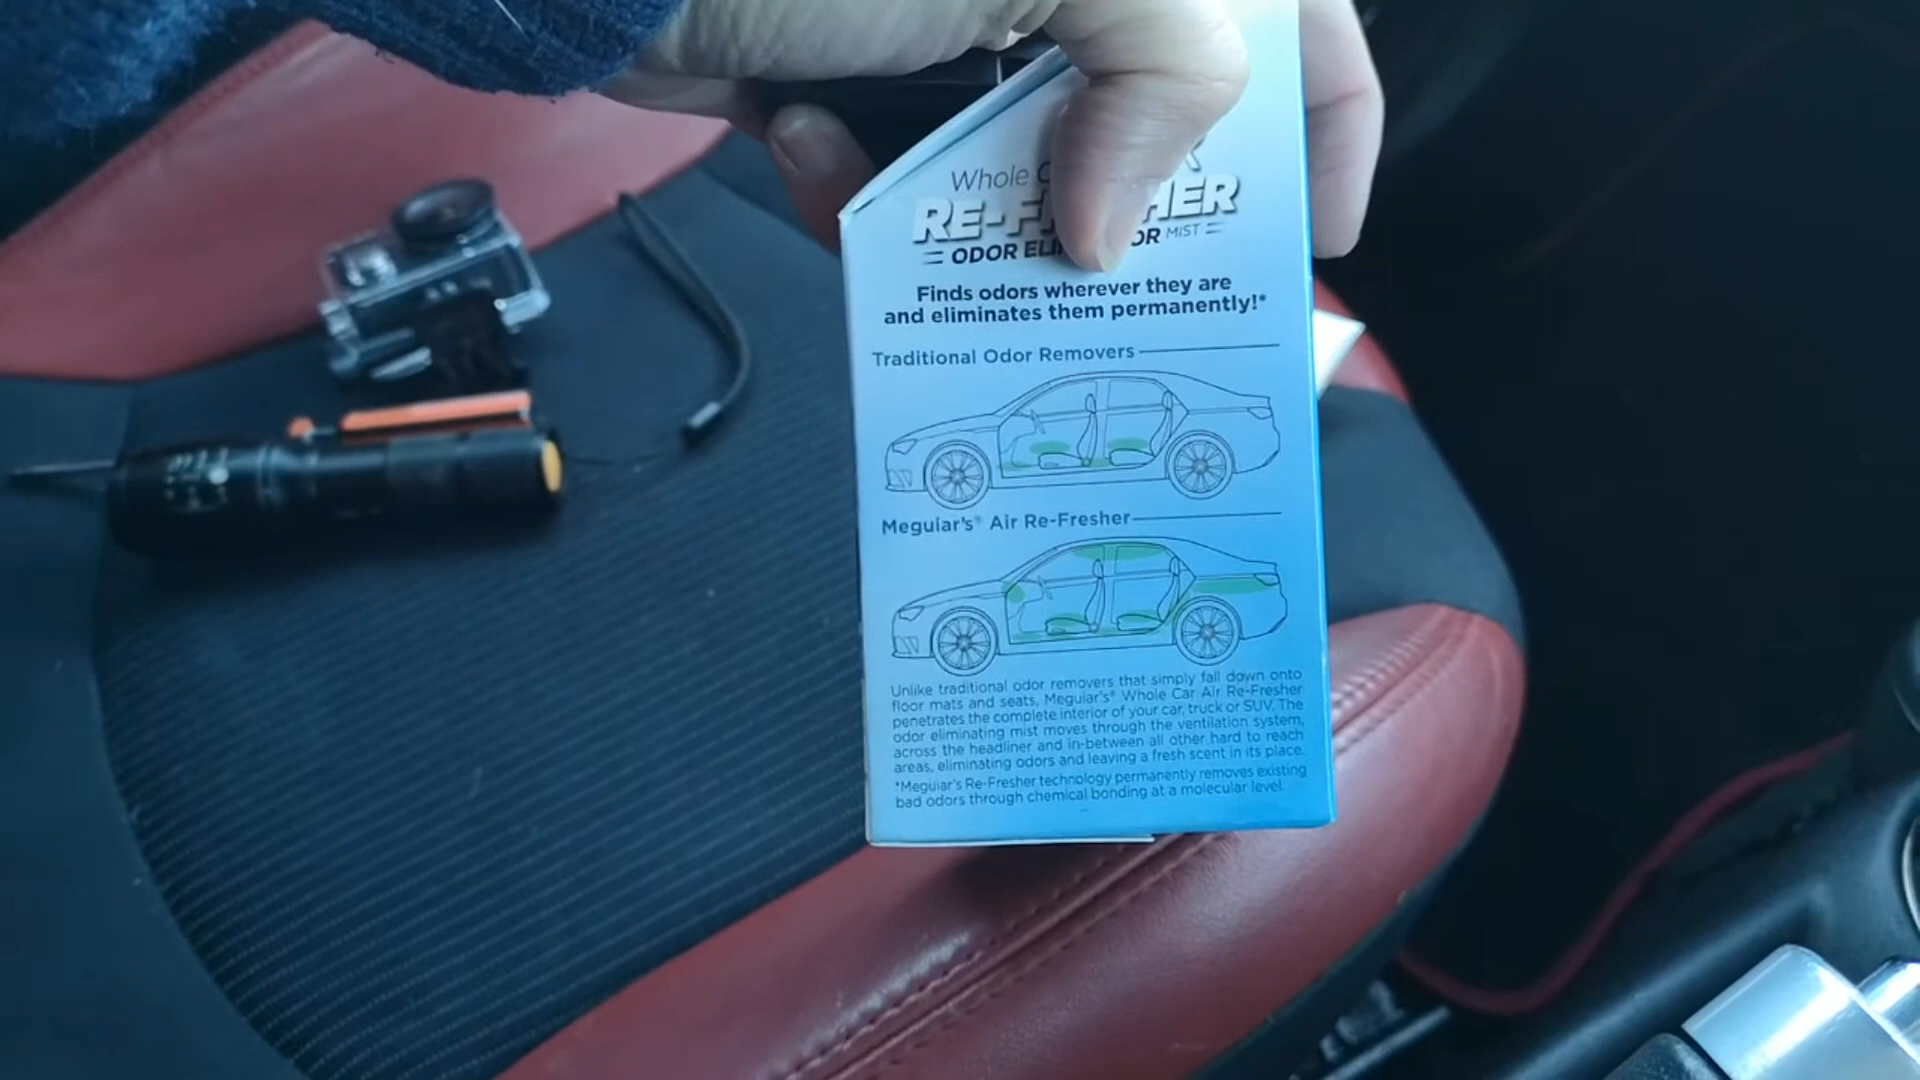 Whole
RE-F HER
ODOR ELI OR MIST
Finds odors wherever they are
and eliminates them permanently!*
Traditional Odor Removers
Meguiar's® Air Re-Fresher
Unlike traditional odor removers that simply fall down onto
floor mats and seats, Meguiar's® Whole Car Air Re-Fresher
penetrates the complete interior of your car, truck or SUV. The
odor eliminating mist moves through the ventilation system,
across the headliner and in-between all other hard to reach
areas, eliminating odors and leaving a fresh scent in its place.
*Meguiar's Re-Fresher technology permanently removes existing
bad odors through chemical bonding at a molecular level.